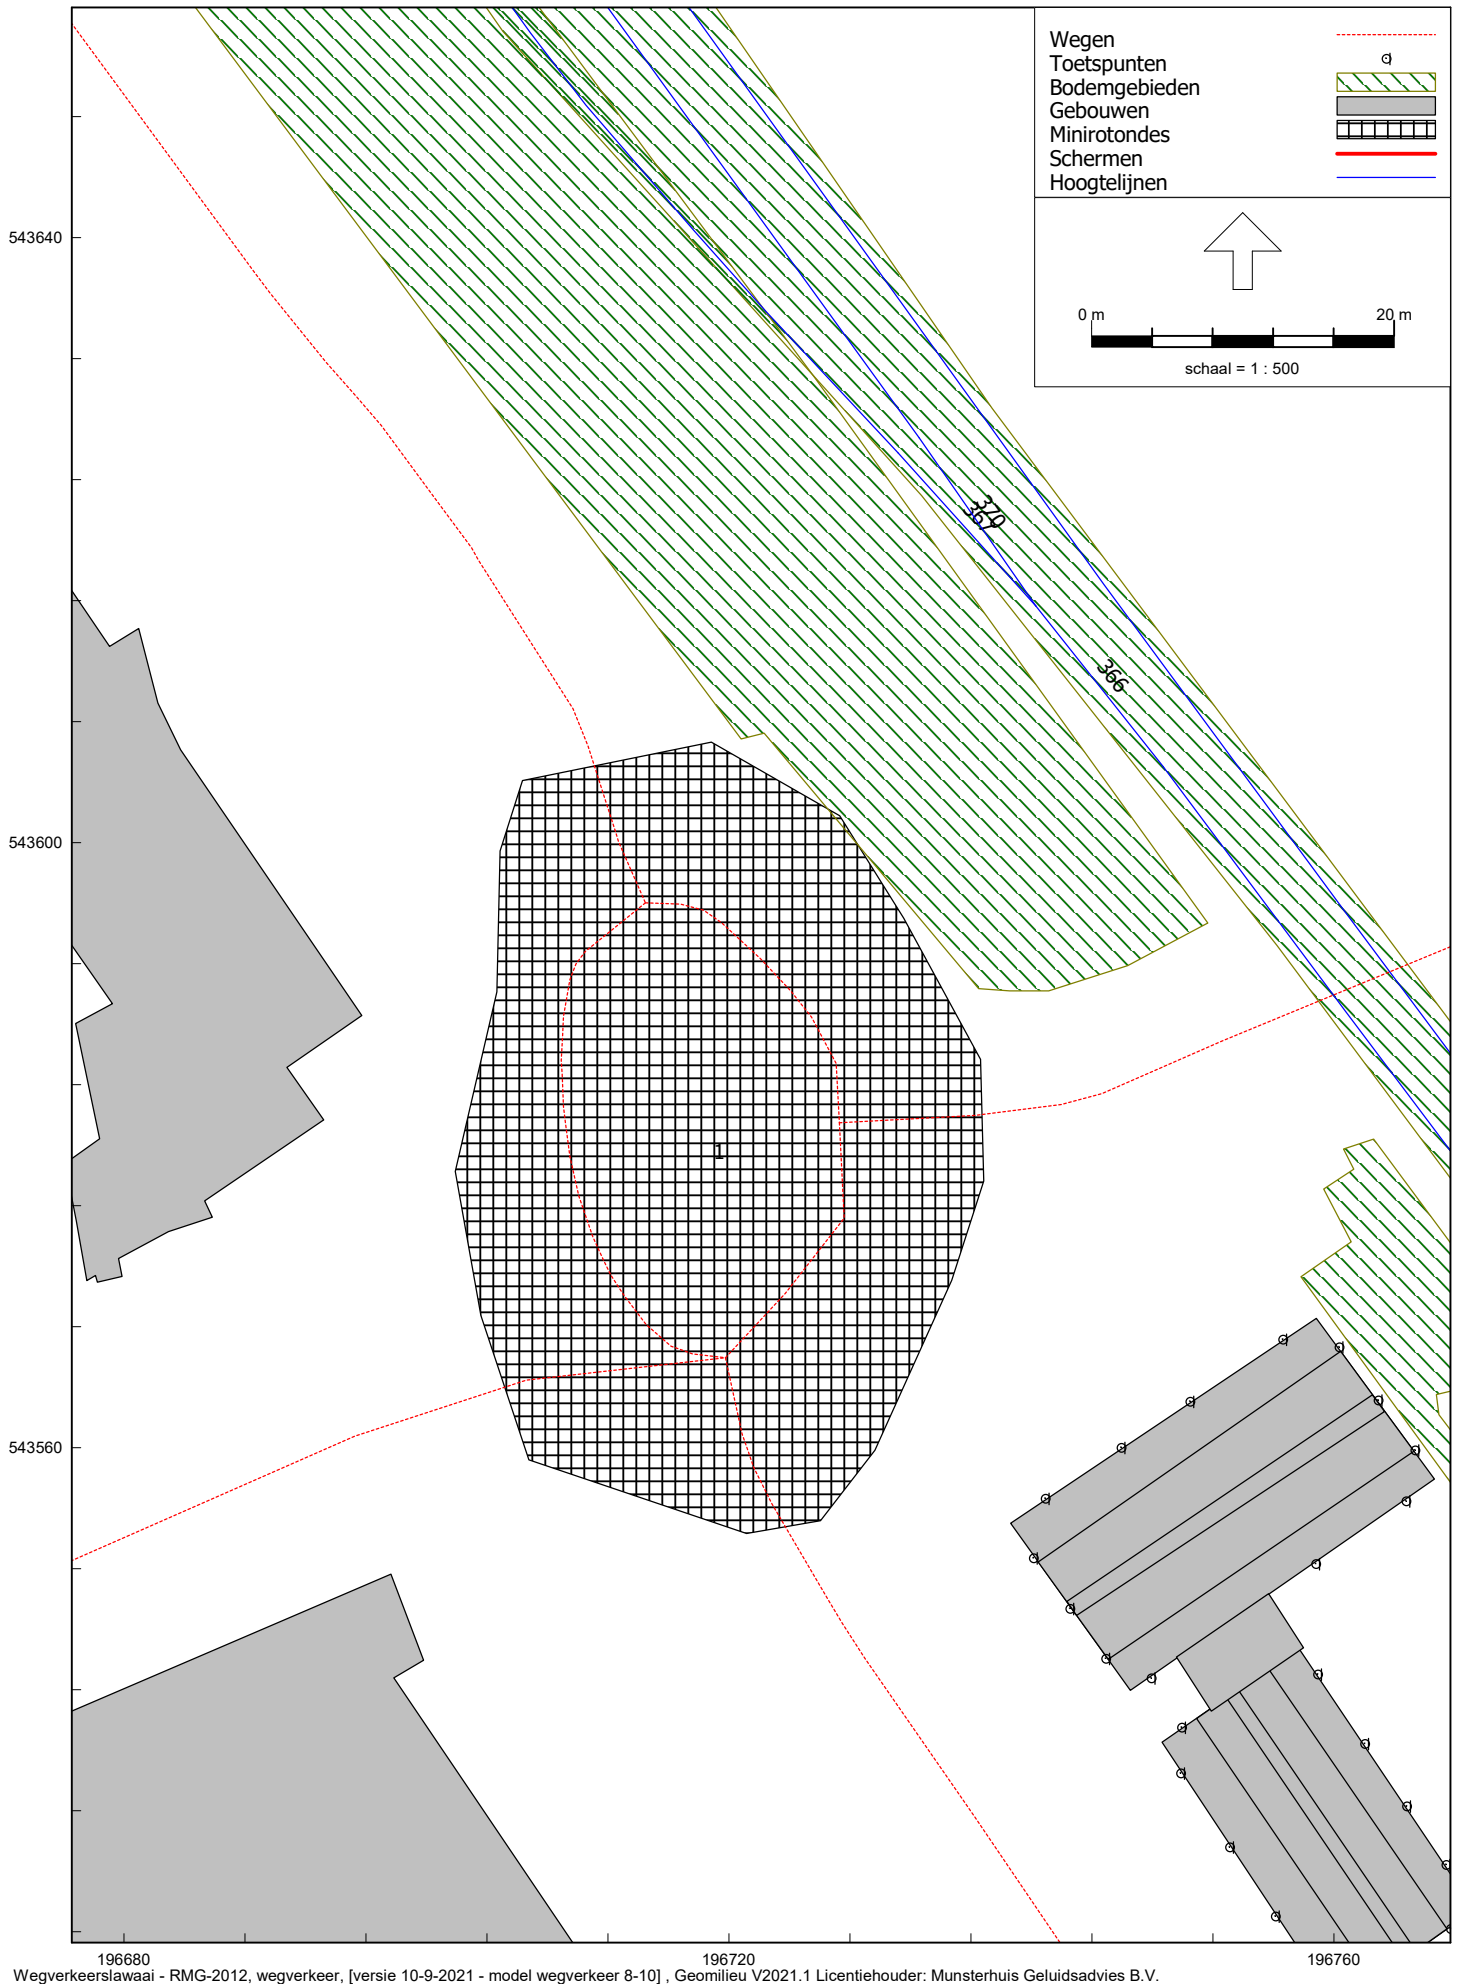 Wegen
Toetspunten
Bodemgebieden
Gebouwen
Minirotondes
Schermen
Hoogtelijnen
0 m 20 m
schaal = 1 : 500
543640
370
367
366
543600
1
543560
196680 196720 196760
Wegverkeerslawaai - RMG-2012, wegverkeer, [versie 10-9-2021 - model wegverkeer 8-10] , Geomilieu V2021.1 Licentiehouder: Munsterhuis Geluidsadvies B.V.